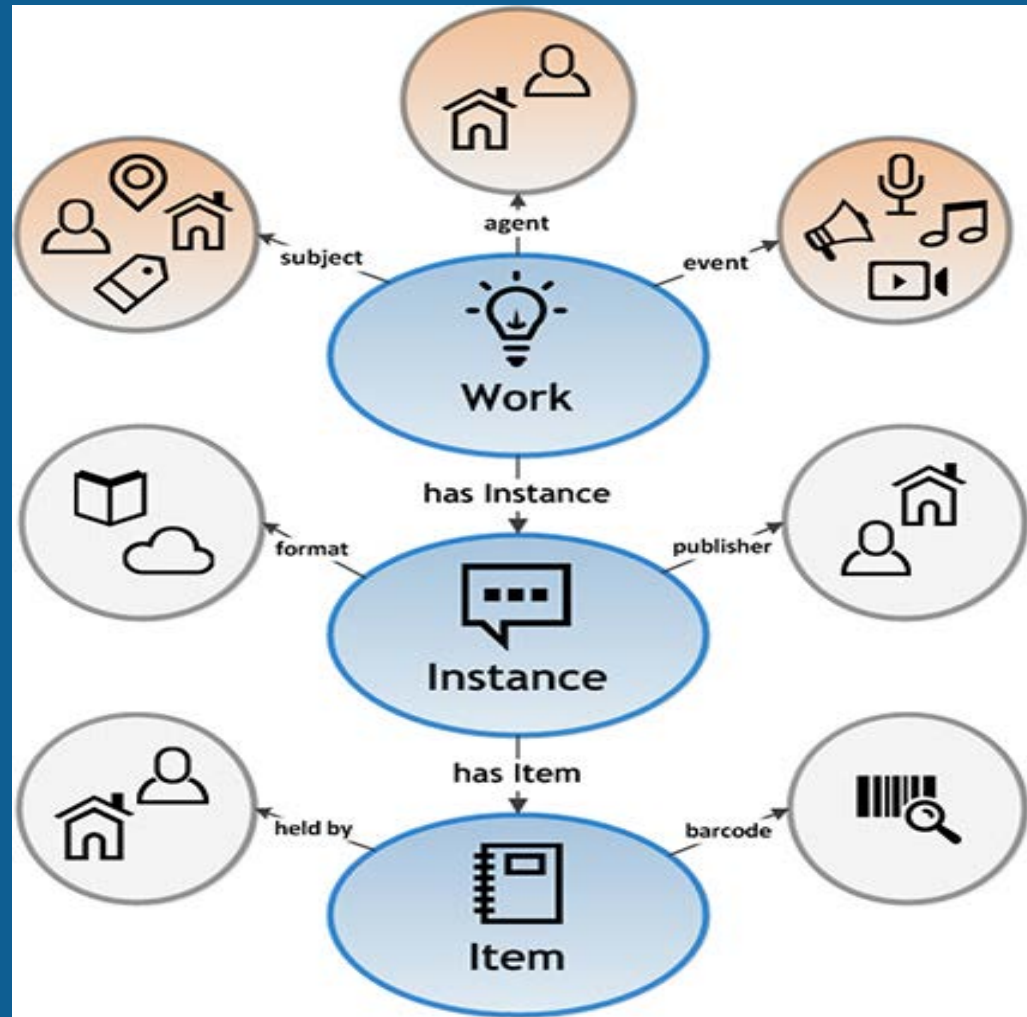 agent
subject
event
Work
has Instance
format
publisher
Instance
has Item
held by
barcode
Item